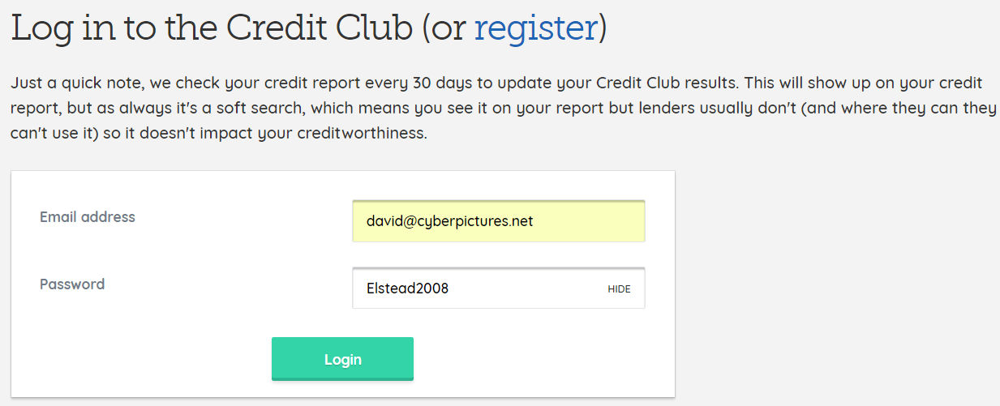 Log in to the Credit Club (or register)
Just a quick note, we check your credit report every 30 days to update your Credit Club results. This will show up on your credit
report, but as always it's a soft search, which means you see it on your report but lenders usually don't (and where they can they
can't use it) so it doesn't impact your creditworthiness.
Email address
david@cyberpictures.net
Password
Elstead2008
HIDE
Login